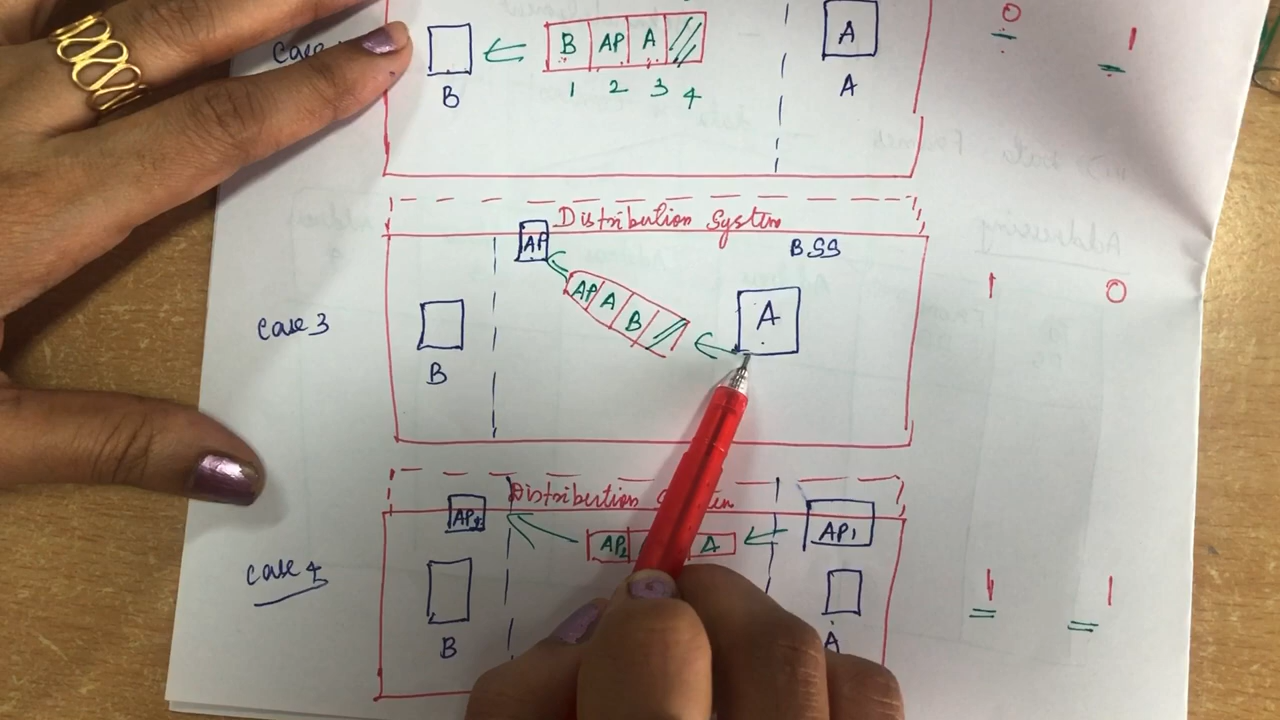 Case
B
B AP A
1 2 3 4
A
A
0 1
Distribution System
AP
BSS
AP A B
A
1 0
Case 3
B
Distribution
AP1
AP2 A
Case 4
B
A
1 1